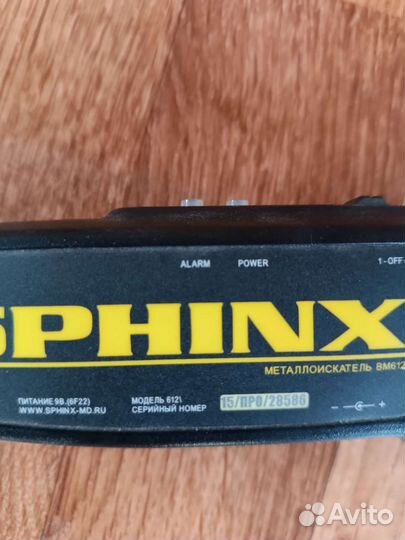 ALARM POWER 1-OFF-
SPHINX
МЕТАЛЛОИСКАТЕЛЬ ВМ612
ПИТАНИЕ 9В.(6F22) МОДЕЛЬ 612\
WWW.SPHINX-MD.RU СЕРИЙНЫЙ НОМЕР 15/ПРО/28586
- +
Avito